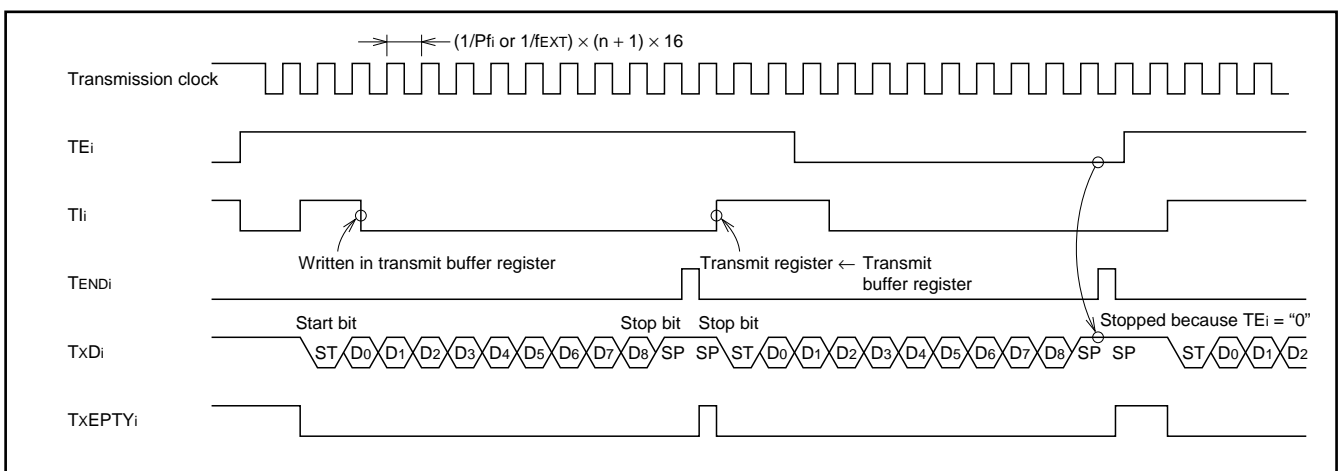 (1/Pfi or 1/fEXT) × (n + 1) × 16
Transmission clock
TEi
TIi
Written in transmit buffer register
Transmit register ← Transmit
buffer register
TENDi
Start bit
Stop bit
Stop bit
Stopped because TEi = “0”
TxDi
ST D0 D1 D2 D3 D4 D5 D6 D7 D8 SP SP ST D0 D1 D2 D3 D4 D5 D6 D7 D8 SP SP ST D0 D1 D2
TXEPTYi